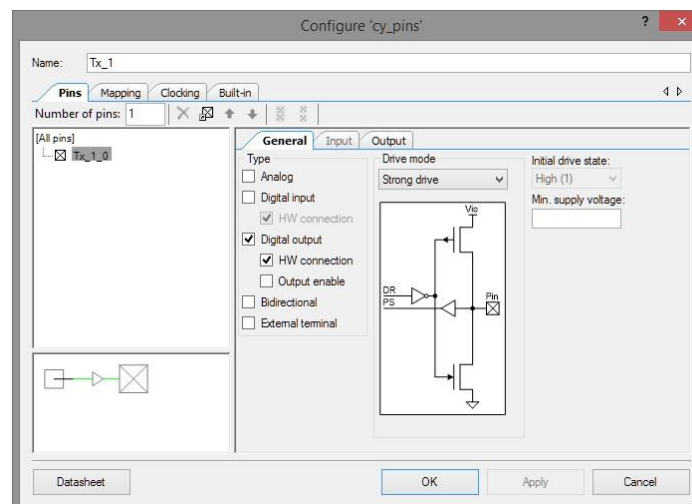 Configure 'cy_pins'
?
Name: Tx_1
Pins Mapping Clocking Built-in
Number of pins: 1
[All pins]
Tx_1_0
General Input Output
Type
Analog
Digital input
HW connection
Digital output
HW connection
Output enable
Bidirectional
External terminal
Drive mode
Strong drive
Vio
DR
PS
Pin
Initial drive state:
High (1)
Min. supply voltage:
Datasheet
OK
Apply
Cancel